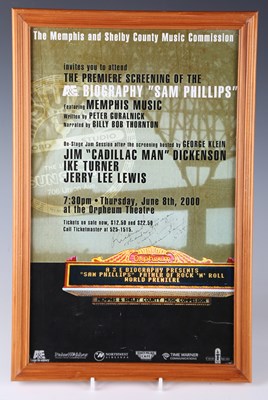 The Memphis and Shelby County Music Commission
invites you to attend
THE PREMIERE SCREENING OF THE
A&E BIOGRAPHY "SAM PHILLIPS"
Featuring MEMPHIS MUSIC
Written by PETER GURALNICK
Narrated by BILLY BOB THORNTON
On-Stage Jam Session after the screening hosted by GEORGE KLEIN
JIM "CADILLAC MAN" DICKENSON
IKE TURNER
JERRY LEE LEWIS
7:30pm • Thursday, June 8th, 2000
at the Orpheum Theatre
Tickets on sale now, $12.50 and $22.50
Call Ticketmaster at 525-1515.
Orpheum
A & E BIOGRAPHY PRESENTS
"SAM PHILLIPS" FATHER OF ROCK 'N' ROLL
WORLD PREMIERE
MEMPHIS & SHELBY COUNTY MUSIC COMMISSION
TIME WARNER